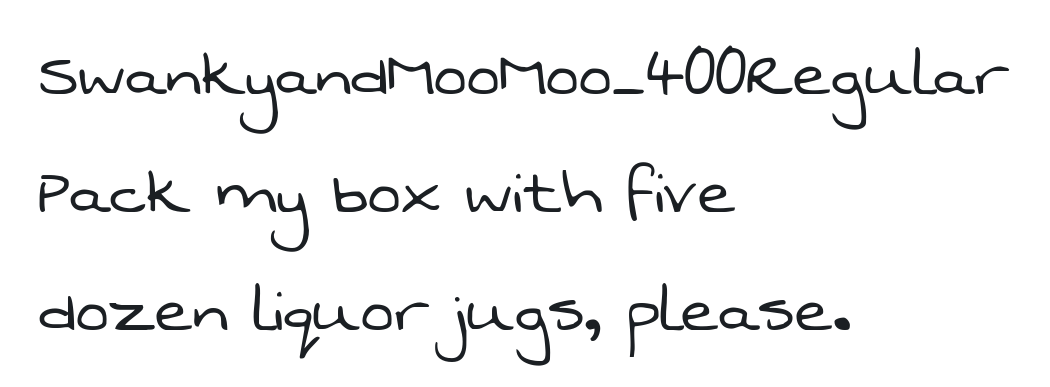 SwankyandMooMoo_400Regular
Pack my box with five
dozen liquor jugs, please.